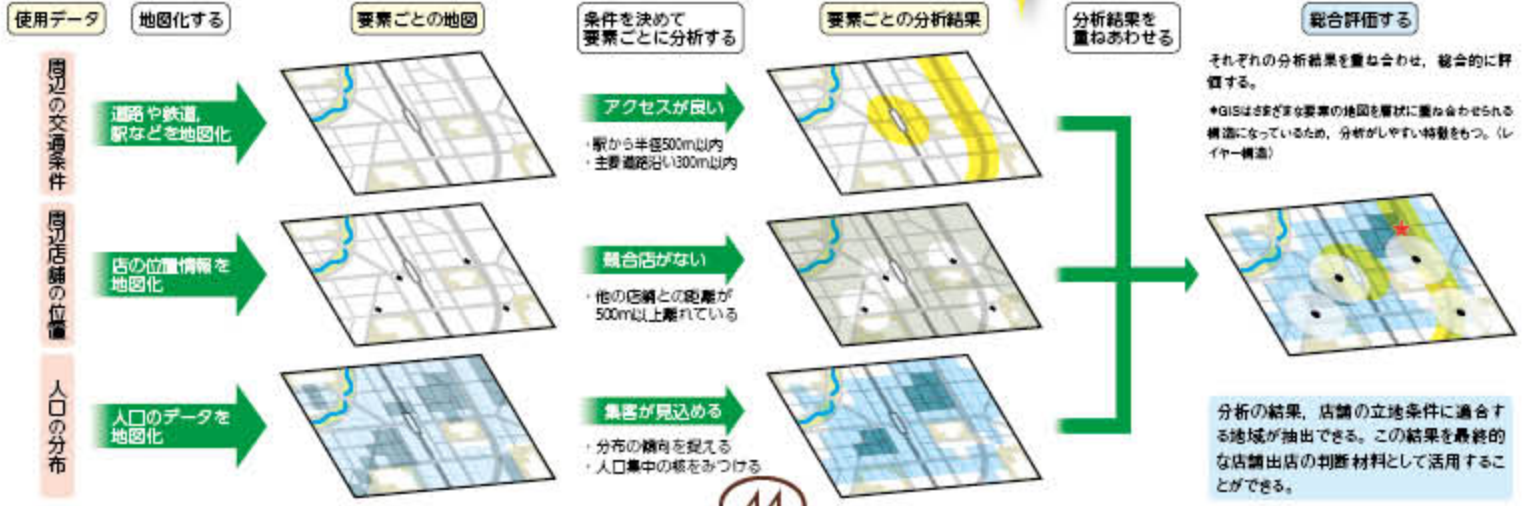 使用データ
地図化する
要素ごとの地図
条件を決めて
要素ごとに分析する
要素ごとの分析結果
分析結果を
重ねあわせる
総合評価する
周辺の交通条件
道路や鉄道,
駅などを地図化
アクセスが良い
・駅から半径500m以内
・主要道路沿い300m以内
周辺店舗の位置
店の位置情報を
地図化
競合店がない
・他の店舗との距離が
500m以上離れている
人口の分布
人口のデータを
地図化
集客が見込める
・分布の傾向を捉える
・人口集中の核をみつける
それぞれの分析結果を重ね合わせ,総合的に評
価する。
*GISはさまざまな要素の地図を層状に重ね合わせられる
構造になっているため,分析がしやすい特徴をもつ。(レ
イヤー構造)
分析の結果,店舗の立地条件に適合す
る地域が抽出できる。この結果を最終的
な店舗出店の判断材料として活用するこ
とができる。